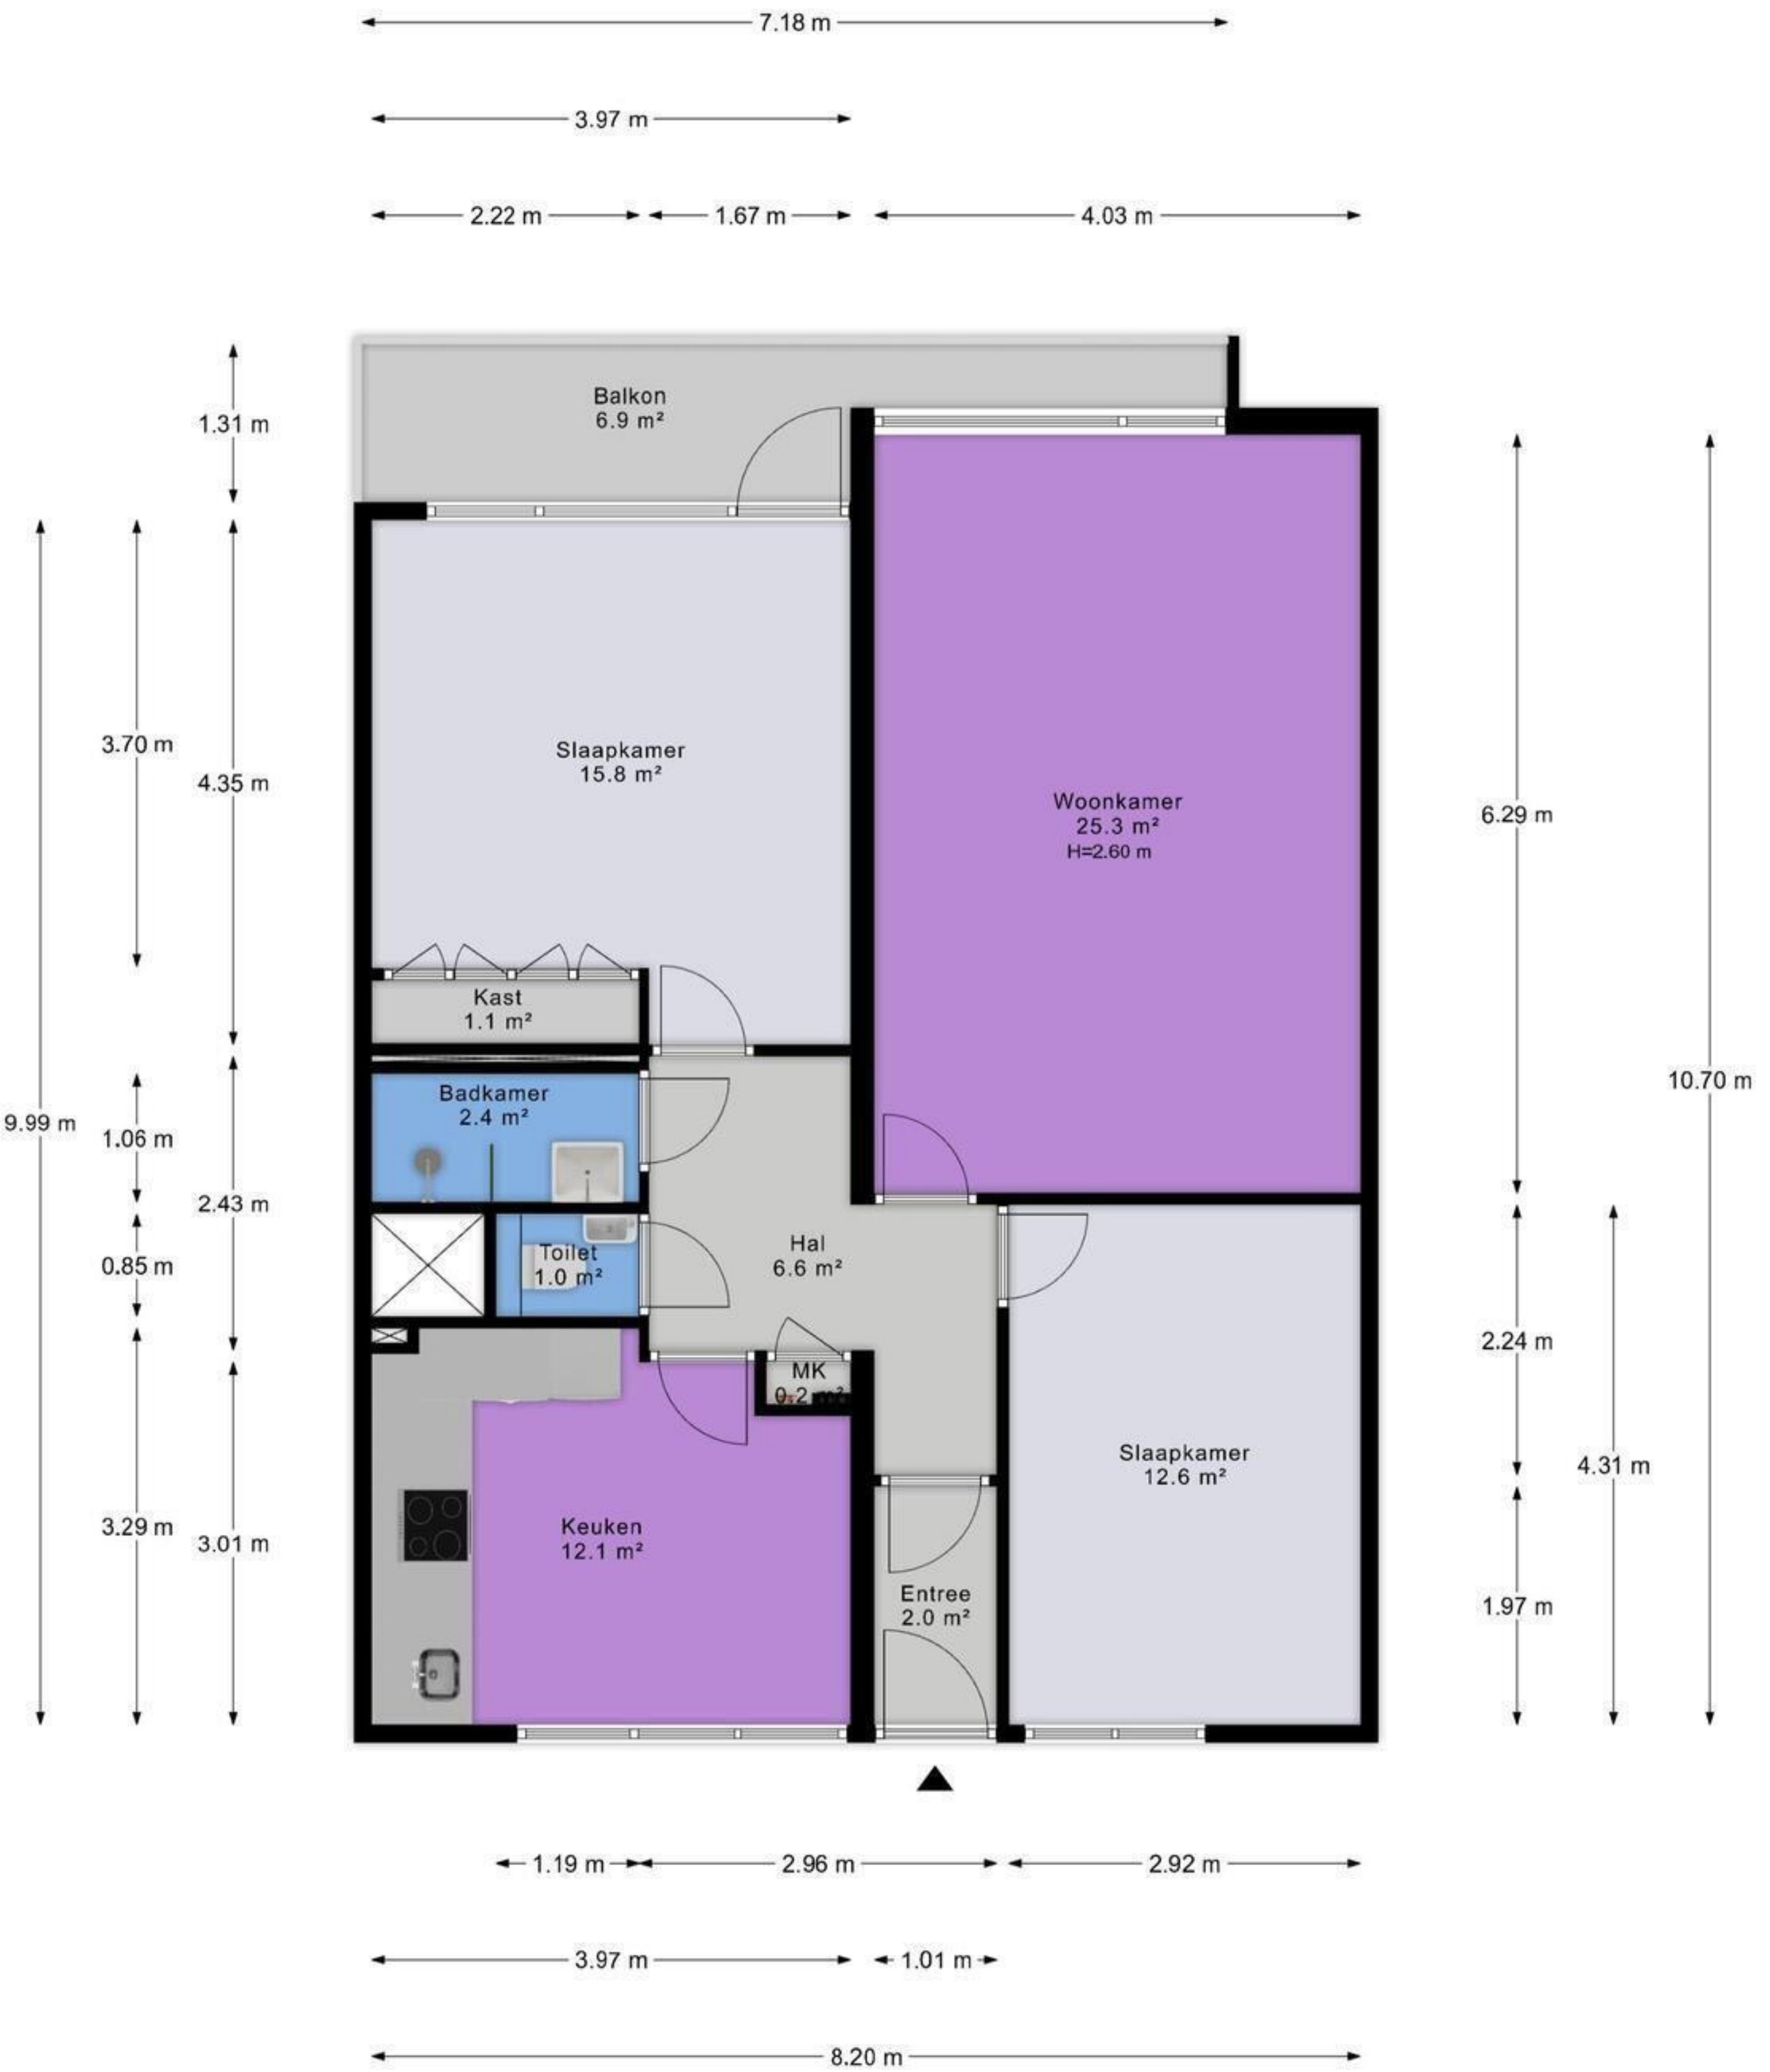 7.18 m
3.97 m
2.22 m
1.67 m
4.03 m
Balkon
6.9 m²
1.31 m
Slaapkamer
15.8 m²
3.70 m
4.35 m
Woonkamer
25.3 m²
H=2.60 m
6.29 m
Kast
1.1 m²
10.70 m
Badkamer
2.4 m²
9.99 m
1.06 m
2.43 m
Toilet
1.0 m²
0.85 m
Hal
6.6 m²
2.24 m
MK
0.2 m²
Slaapkamer
12.6 m²
4.31 m
Keuken
12.1 m²
3.29 m
3.01 m
Entree
2.0 m²
1.97 m
1.19 m
2.96 m
2.92 m
3.97 m
1.01 m
8.20 m